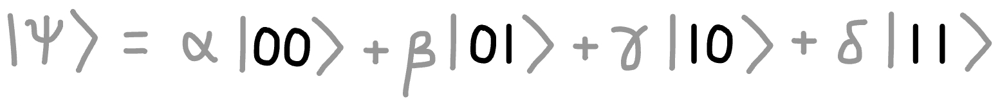 |ψ⟩ = α|00⟩ + β|01⟩ + γ|10⟩ + δ|11⟩